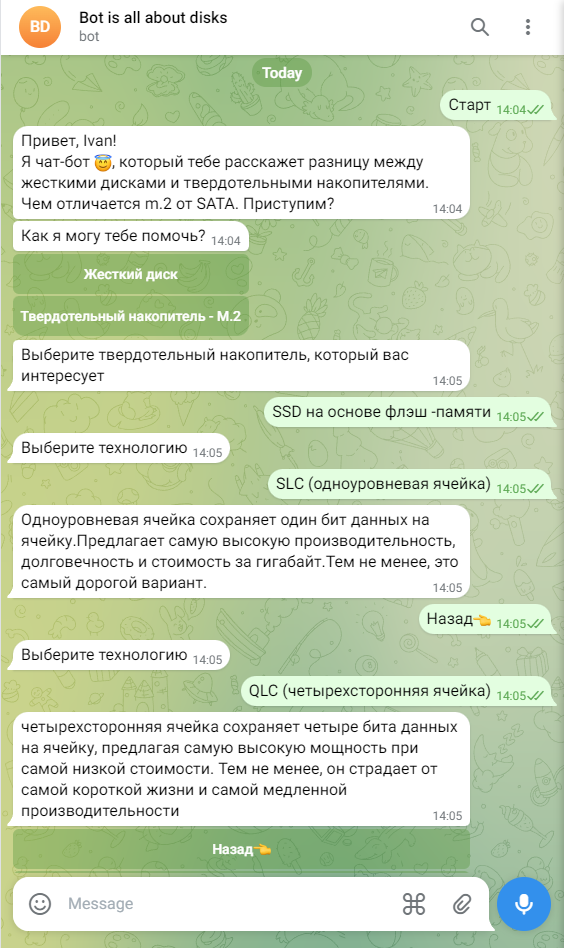 BD
Bot is all about disks
bot
Today
Старт 14:04
Привет, Ivan!
Я чат-бот 😇, который тебе расскажет разницу между
жесткими дисками и твердотельными накопителями.
Чем отличается m.2 от SATA. Приступим?
14:04
Как я могу тебе помочь? 14:04
Жесткий диск
Твердотельный накопитель - M.2
Выберите твердотельный накопитель, который вас
интересует
14:05
SSD на основе флэш -памяти 14:05
Выберите технологию 14:05
SLC (одноуровневая ячейка) 14:05
Одноуровневая ячейка сохраняет один бит данных на
ячейку.Предлагает самую высокую производительность,
долговечность и стоимость за гигабайт.Тем не менее, это
самый дорогой вариант.
14:05
Назад👈 14:05
Выберите технологию 14:05
QLC (четырехсторонняя ячейка) 14:05
четырехсторонняя ячейка сохраняет четыре бита данных
на ячейку, предлагая самую высокую мощность при
самой низкой стоимости. Тем не менее, он страдает от
самой короткой жизни и самой медленной
производительности
14:05
Назад👈
Message